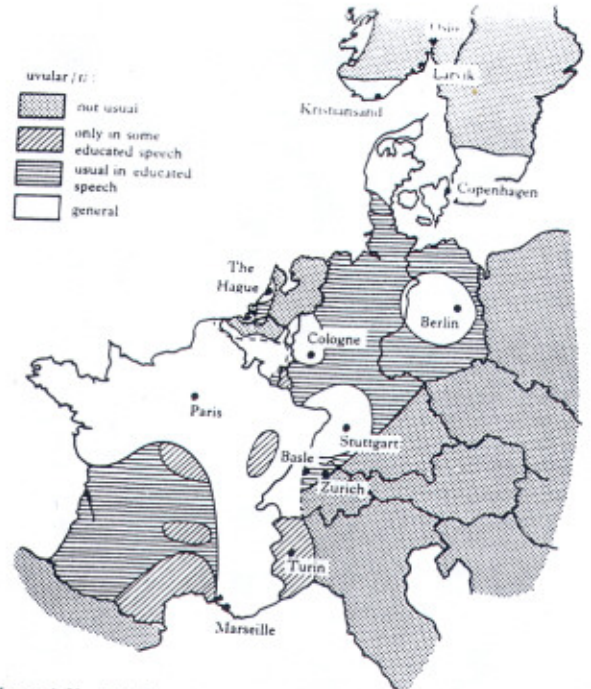 uvular /r/ :
not usual
only in some
educated speech
usual in educated
speech
general
Oslo
Larvik
Kristiansand
Copenhagen
The
Hague
Berlin
Cologne
Paris
Stuttgart
Basle
Zurich
Turin
Marseille